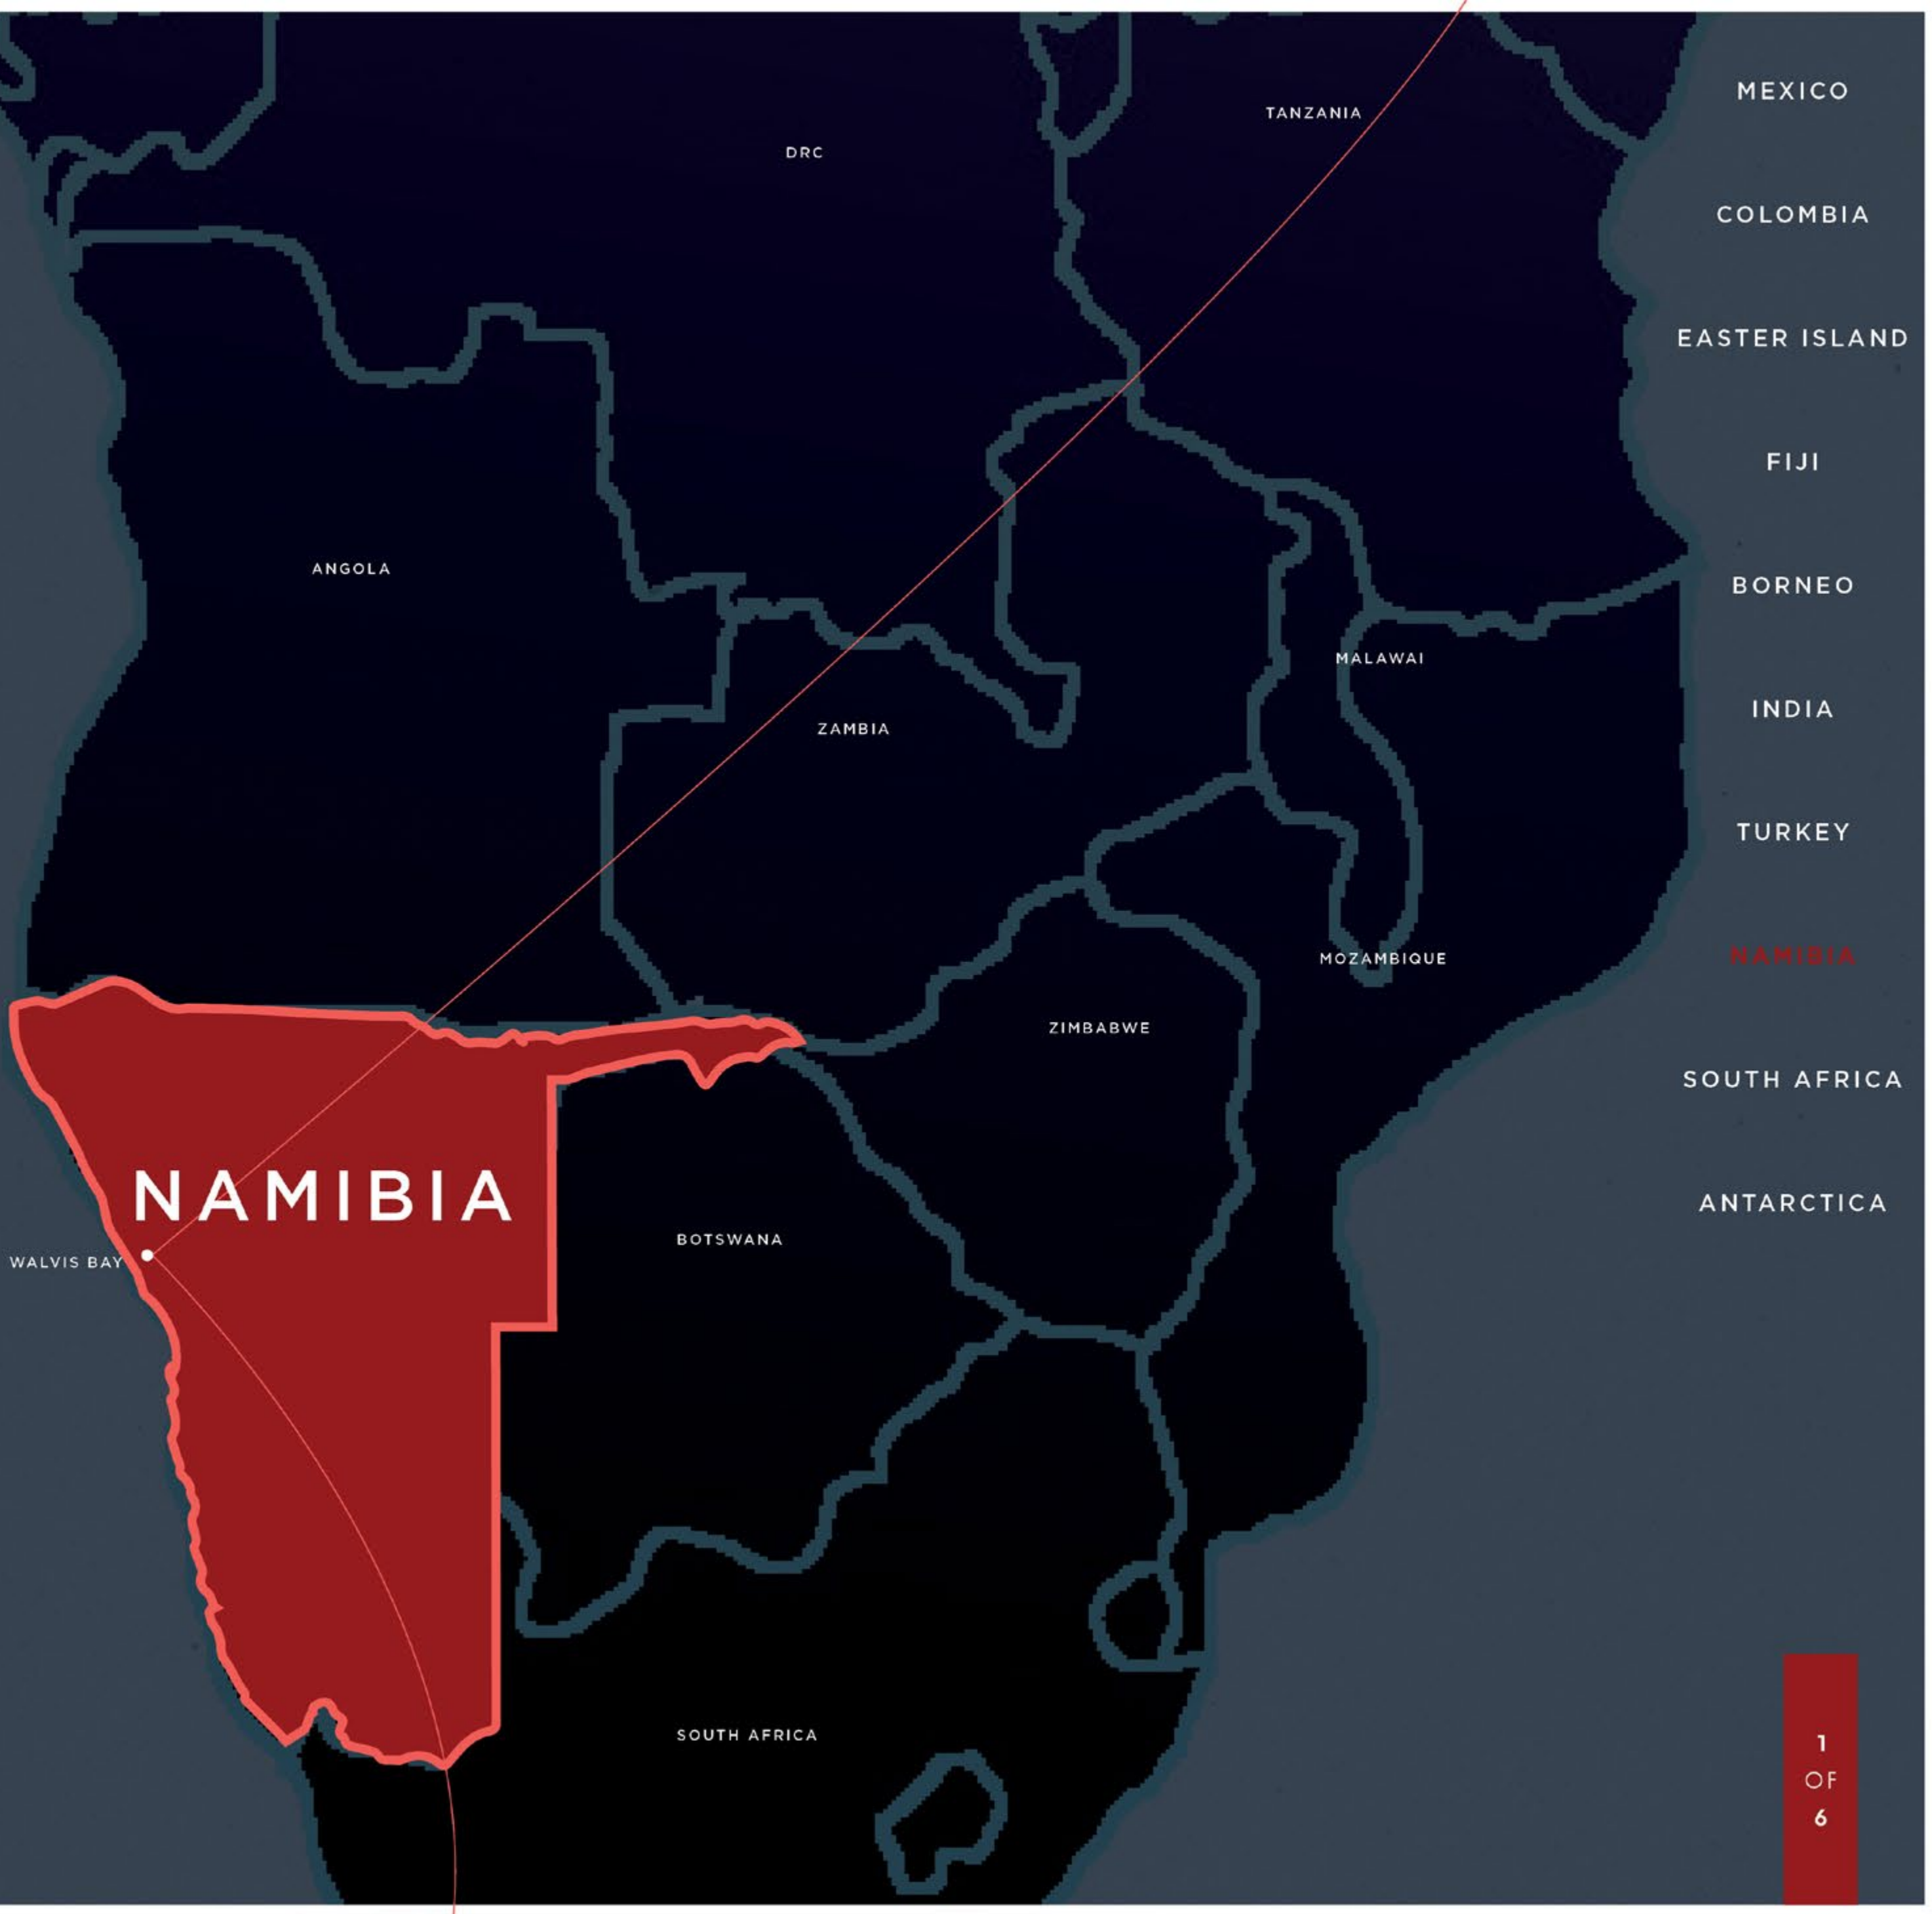 TANZANIA
DRC
ANGOLA
MALAWAI
ZAMBIA
MOZAMBIQUE
ZIMBABWE
NAMIBIA
BOTSWANA
WALVIS BAY
SOUTH AFRICA
MEXICO
COLOMBIA
EASTER ISLAND
FIJI
BORNEO
INDIA
TURKEY
NAMIBIA
SOUTH AFRICA
ANTARCTICA
1
OF
6